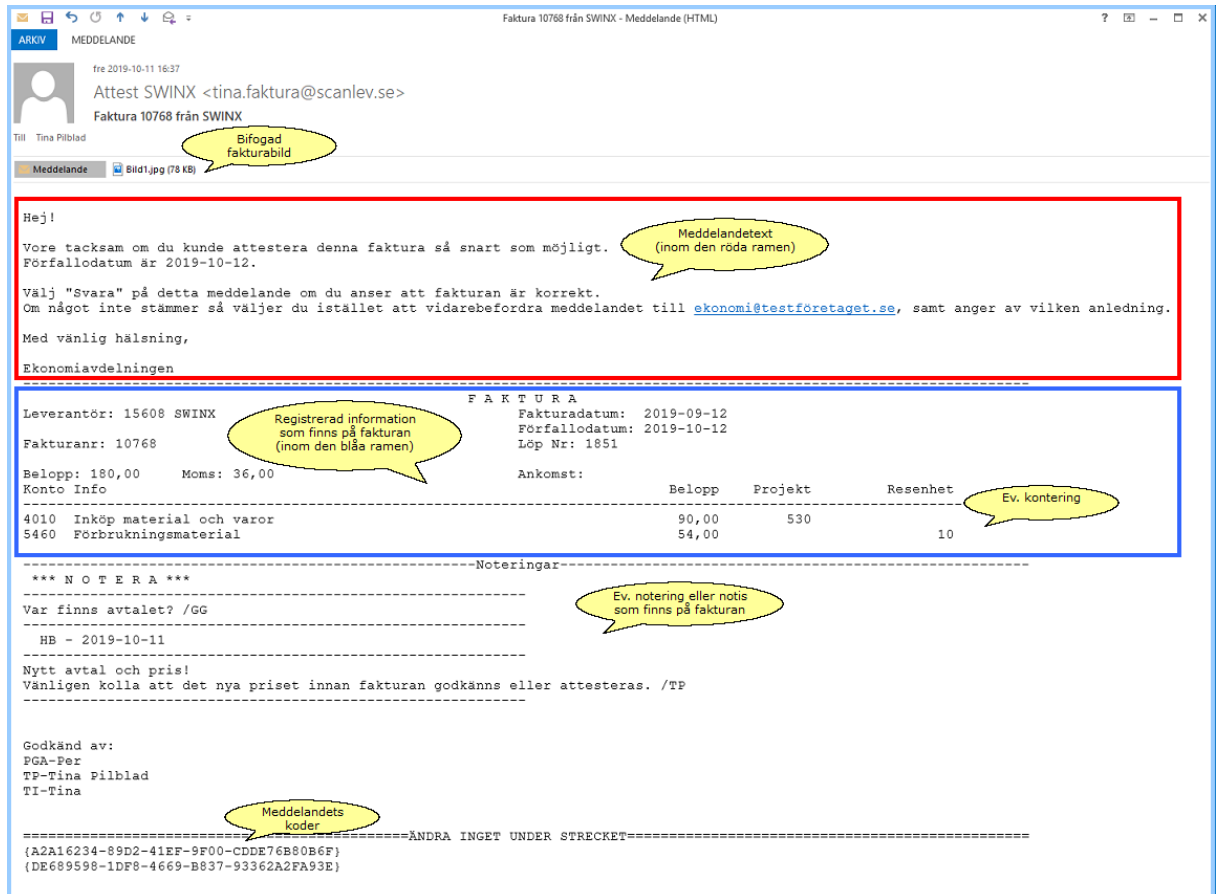 Faktura 10768 från SWINX - Meddelande (HTML)
ARKIV MEDDELANDE
fre 2019-10-11 16:37
Attest SWINX <tina.faktura@scanlev.se>
Faktura 10768 från SWINX
Till Tina Pilblad
Bifogad
fakturabild
Meddelande Bild1.jpg (78 KB)
Hej!
Meddelandetext
(inom den röda ramen)
Vore tacksam om du kunde attestera denna faktura så snart som möjligt.
Förfallodatum är 2019-10-12.
Välj "Svara" på detta meddelande om du anser att fakturan är korrekt.
Om något inte stämmer så väljer du istället att vidarebefordra meddelandet till ekonomi@testföretaget.se, samt anger av vilken anledning.
Med vänlig hälsning,
Ekonomiavdelningen
------------------------------------------------------------------------------------------------------------------------
F A K T U R A
Leverantör: 15608 SWINX Fakturadatum: 2019-09-12
Förfallodatum: 2019-10-12
Fakturanr: 10768 Löp Nr: 1851
Registrerad information
som finns på fakturan
(inom den blåa ramen)
Belopp: 180,00 Moms: 36,00 Ankomst:
Konto Info Belopp Projekt Resenhet
Ev. kontering
------------------------------------------------------------------------------------------------------------------------
4010 Inköp material och varor 90,00 530
5460 Förbrukningsmaterial 54,00 10
------------------------------------------------------Noteringar--------------------------------------------------------
*** N O T E R A ***
------------------------------------------------------------
Var finns avtalet? /GG
Ev. notering eller notis
som finns på fakturan
------------------------------------------------------------
HB - 2019-10-11
------------------------------------------------------------
Nytt avtal och pris!
Vänligen kolla att det nya priset innan fakturan godkänns eller attesteras. /TP
------------------------------------------------------------
Godkänd av:
PGA-Per
TP-Tina Pilblad
TI-Tina
Meddelandets
koder
==============================================ÄNDRA INGET UNDER STRECKET================================================
{A2A16234-89D2-41EF-9F00-CDDE76B80B6F}
{DE689598-1DF8-4669-B837-93362A2FA93E}